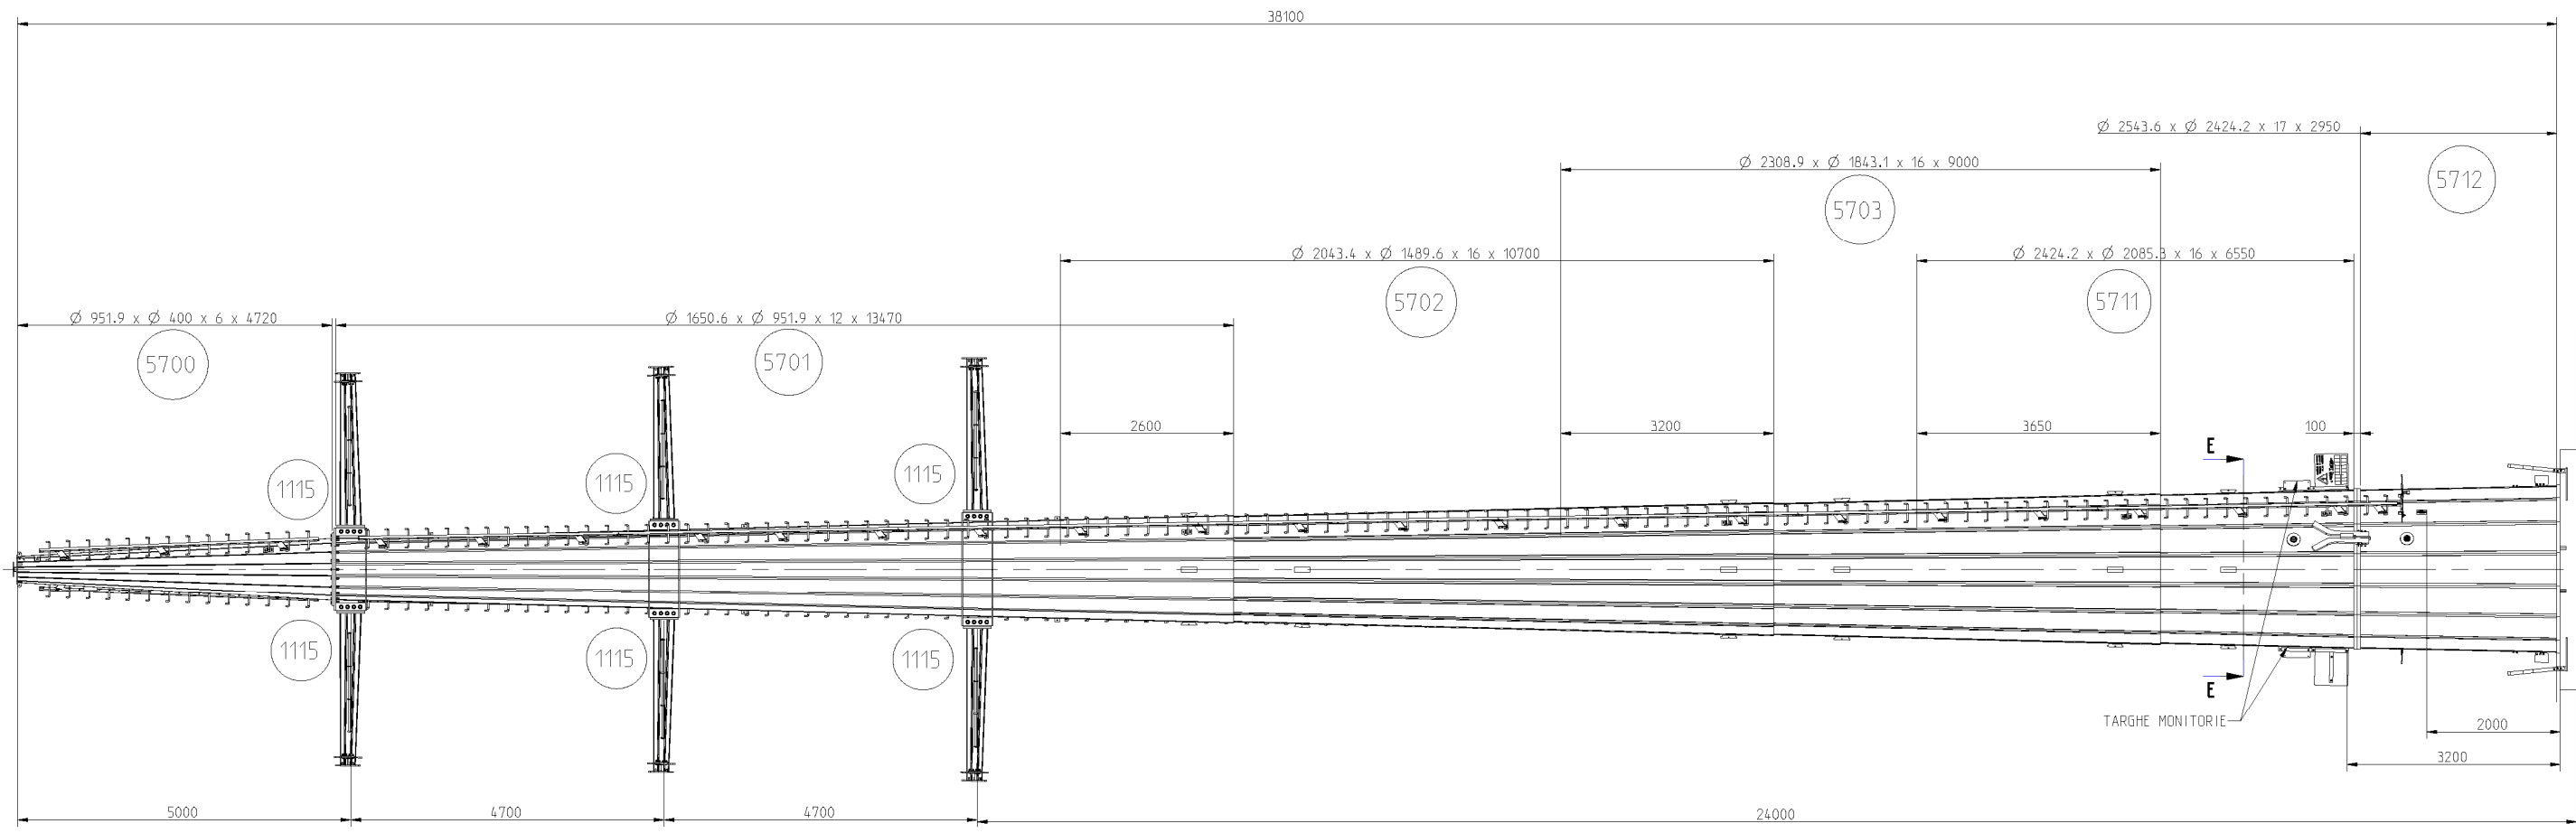 38100
Ø 2543.6 x Ø 2424.2 x 17 x 2950
Ø 2308.9 x Ø 1843.1 x 16 x 9000
5712
5703
Ø 2043.4 x Ø 1489.6 x 16 x 10700
Ø 2424.2 x Ø 2085.3 x 16 x 6550
5702
5711
Ø 951.9 x Ø 400 x 6 x 4720
Ø 1650.6 x Ø 951.9 x 12 x 13470
5700
5701
2600
3200
3650
100
E
1115
1115
1115
1115
1115
1115
E
TARGHE MONITORIE
2000
3200
5000
4700
4700
24000